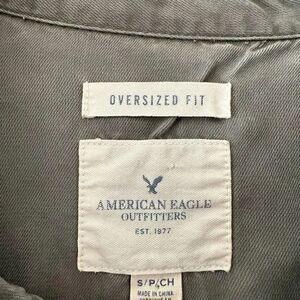 OVERSIZED FIT
AMERICAN EAGLE
OUTFITTERS
EST. 1977
S/P/CH
MADE IN CHINA